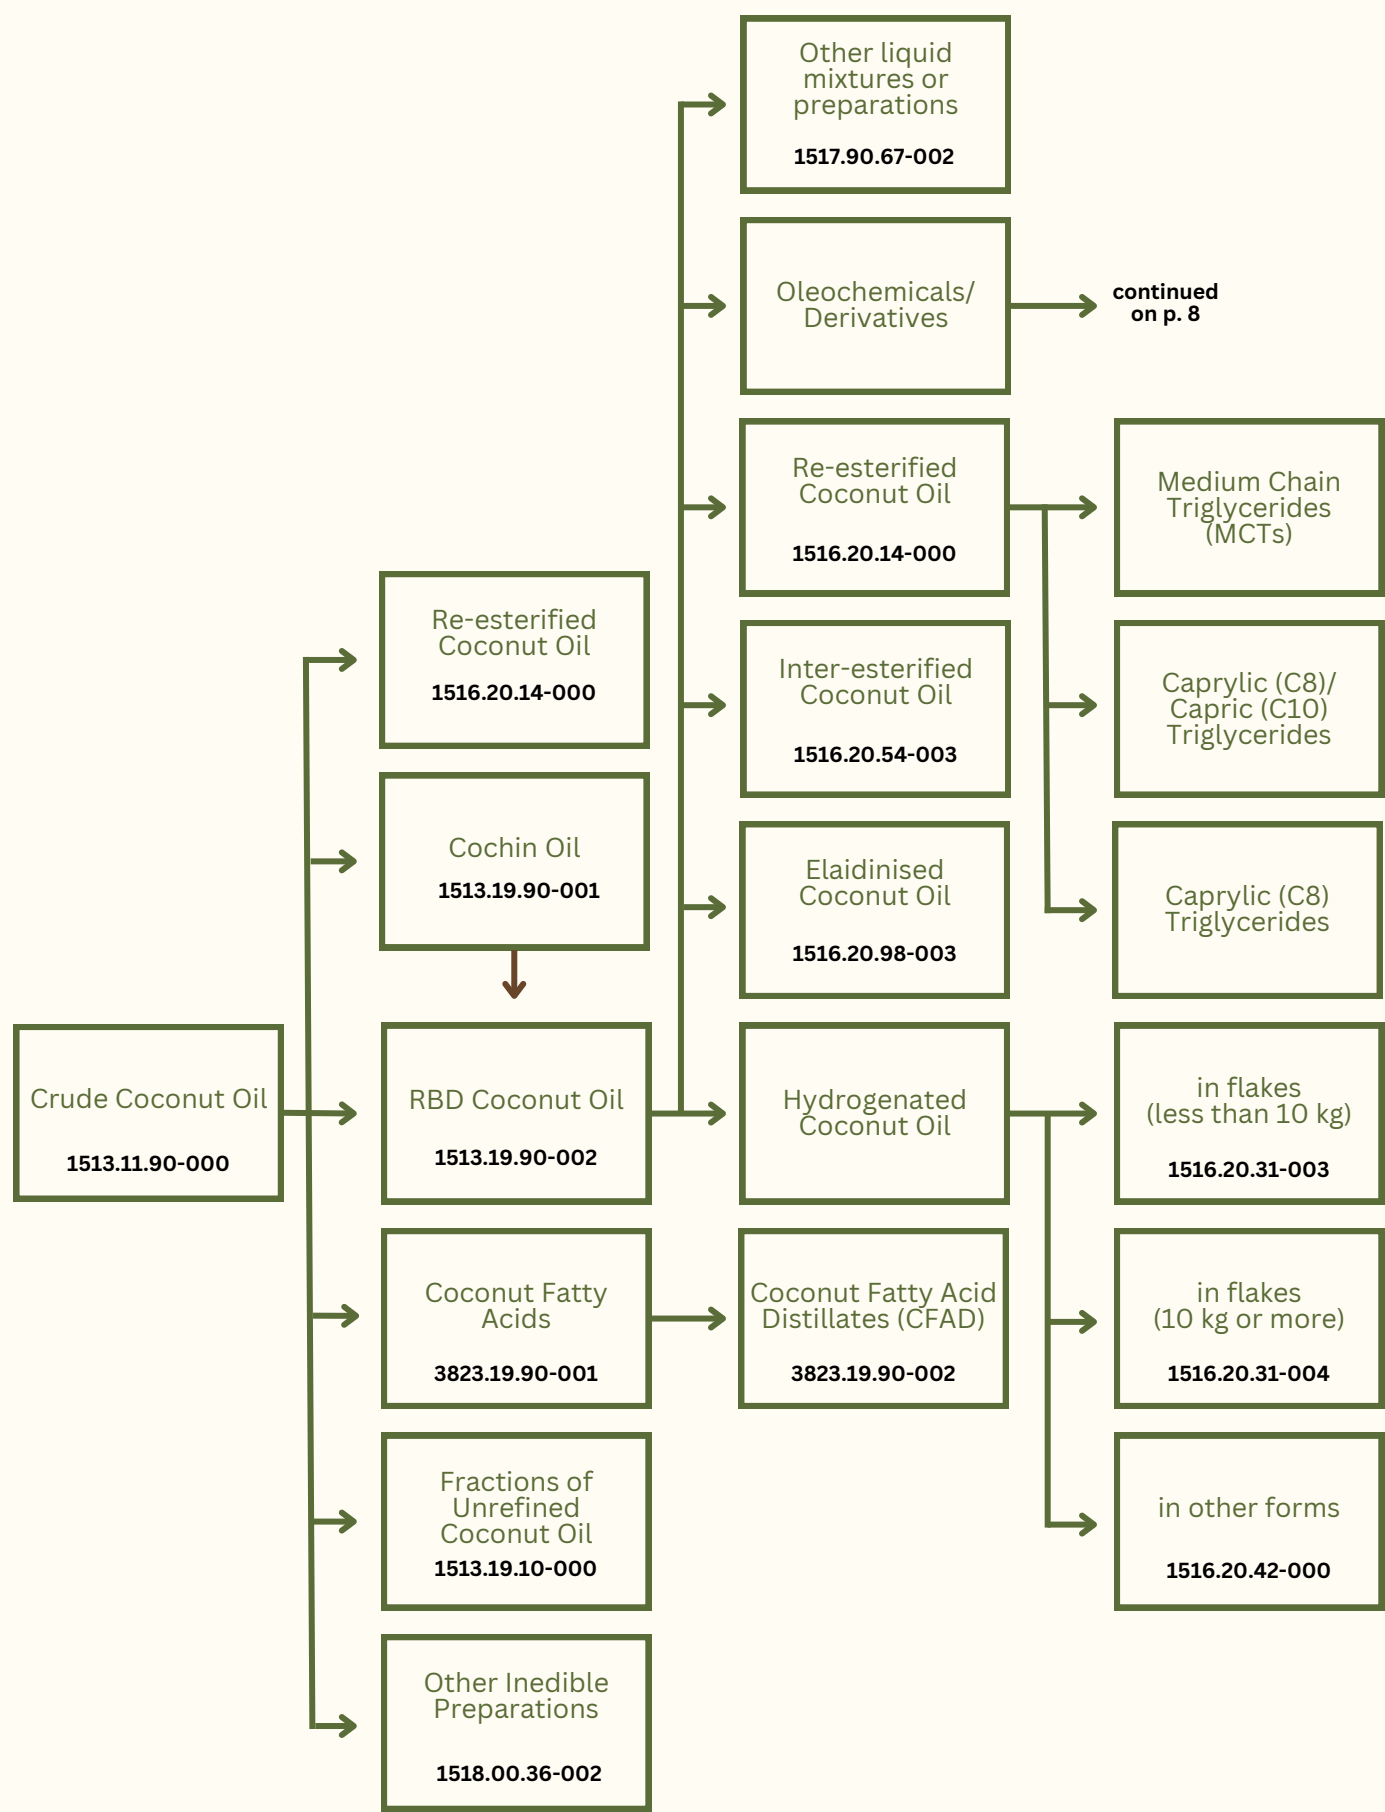 Other liquid
mixtures or
preparations
1517.90.67-002
Oleochemicals/
Derivatives
continued
on p. 8
Re-esterified
Coconut Oil
1516.20.14-000
Medium Chain
Triglycerides
(MCTs)
Re-esterified
Coconut Oil
1516.20.14-000
Inter-esterified
Coconut Oil
1516.20.54-003
Caprylic (C8)/
Capric (C10)
Triglycerides
Cochin Oil
1513.19.90-001
Elaidinised
Coconut Oil
1516.20.98-003
Caprylic (C8)
Triglycerides
Crude Coconut Oil
1513.11.90-000
RBD Coconut Oil
1513.19.90-002
Hydrogenated
Coconut Oil
in flakes
(less than 10 kg)
1516.20.31-003
Coconut Fatty
Acids
3823.19.90-001
Coconut Fatty Acid
Distillates (CFAD)
3823.19.90-002
in flakes
(10 kg or more)
1516.20.31-004
Fractions of
Unrefined
Coconut Oil
1513.19.10-000
in other forms
1516.20.42-000
Other Inedible
Preparations
1518.00.36-002